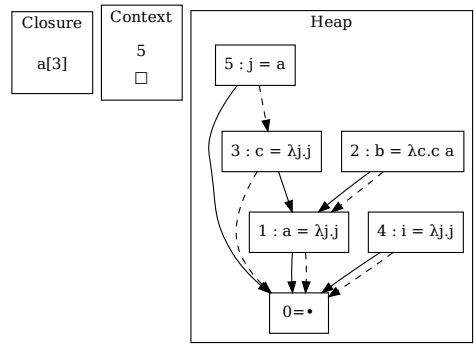 Closure
a[3]
Context
5
□
Heap
5 : j = a
3 : c = λj.j
2 : b = λc.c a
1 : a = λj.j
4 : i = λj.j
0=•